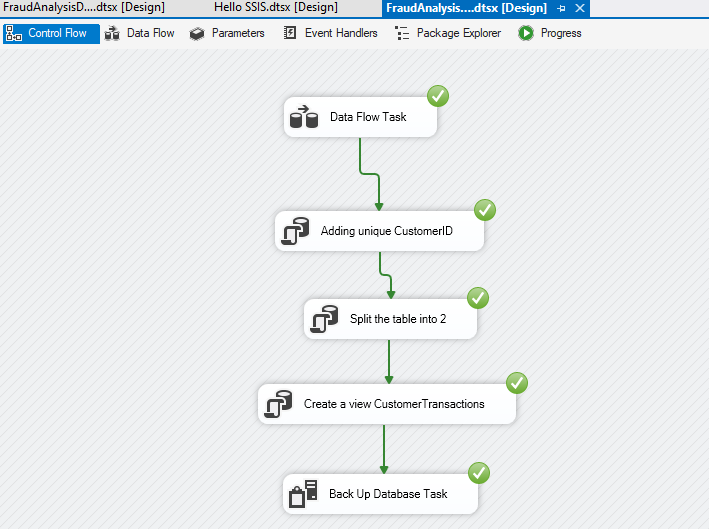 FraudAnalysisD....dtsx [Design] Hello SSIS.dtsx [Design] FraudAnalysis....dtsx [Design]
Control Flow Data Flow Parameters Event Handlers Package Explorer Progress
Data Flow Task
Adding unique CustomerID
Split the table into 2
Create a view CustomerTransactions
Back Up Database Task